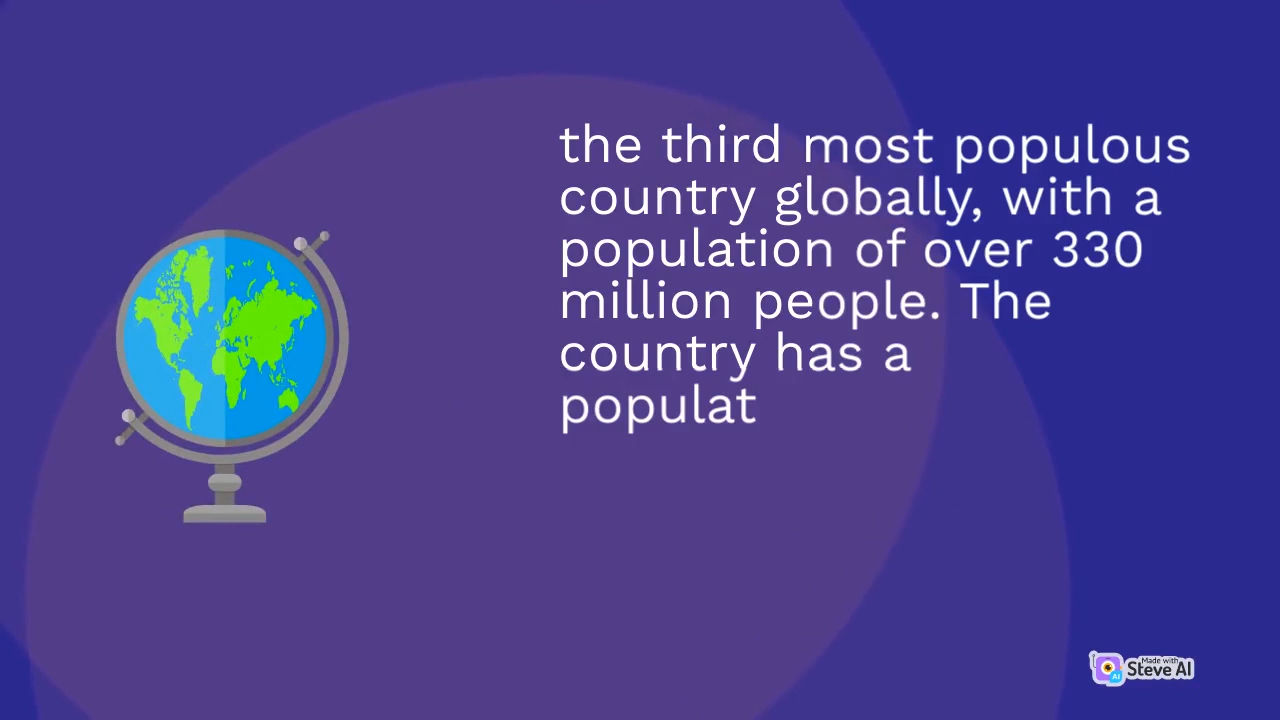 the third most populous
country globally, with a
population of over 330
million people. The
country has a
populat
Made with
Steve AI
AI